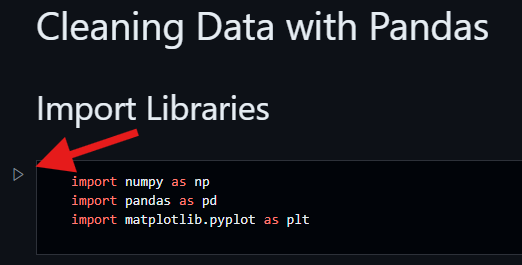 Cleaning Data with Pandas
Import Libraries
import numpy as np
import pandas as pd
import matplotlib.pyplot as plt